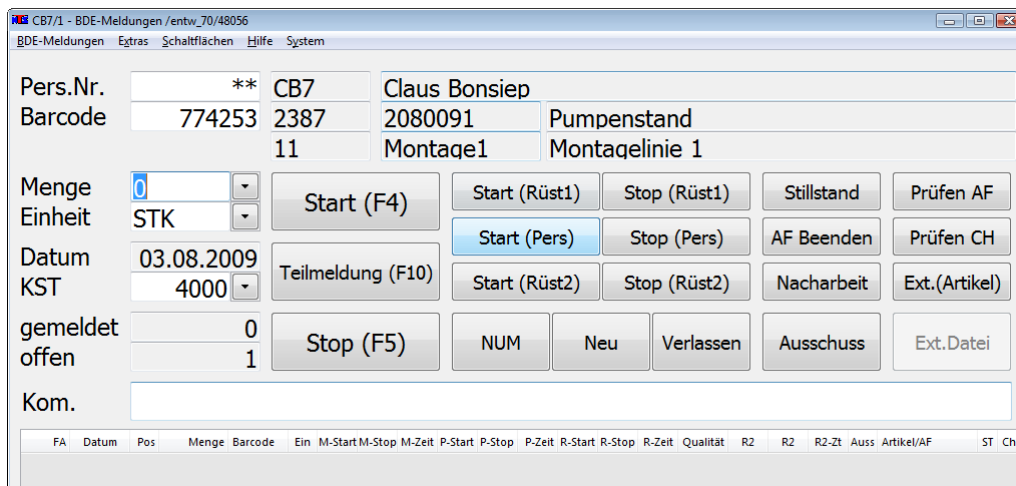 CB7/1 - BDE-Meldungen /entw_70/48056
BDE-Meldungen Extras Schaltflächen Hilfe System
Pers.Nr. ** CB7 Claus Bonsiep
Barcode 774253 2387 2080091 Pumpenstand
11 Montage1 Montagelinie 1
Menge 0
Einheit STK
Start (F4)
Start (Rüst1) Stop (Rüst1) Stillstand Prüfen AF
Start (Pers) Stop (Pers) AF Beenden Prüfen CH
Datum 03.08.2009
KST 4000
Teilmeldung (F10)
Start (Rüst2) Stop (Rüst2) Nacharbeit Ext.(Artikel)
gemeldet 0
offen 1
Stop (F5) NUM Neu Verlassen Ausschuss Ext.Datei
Kom.
FA Datum Pos Menge Barcode Ein M-Start M-Stop M-Zeit P-Start P-Stop P-Zeit R-Start R-Stop R-Zeit Qualität R2 R2 R2-Zt Auss Artikel/AF ST Ch